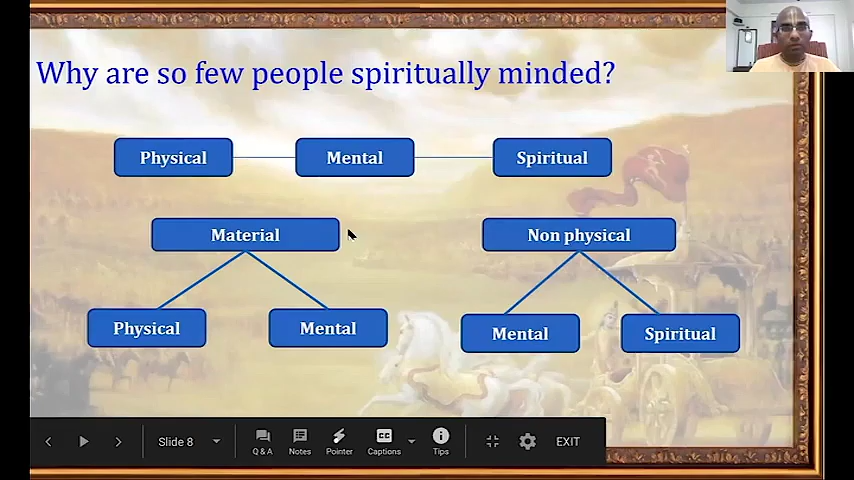 Why are so few people spiritually minded?
Physical Mental Spiritual
Material Non physical
Physical Mental Mental Spiritual
Slide 8 Q & A Notes Pointer Captions Tips EXIT